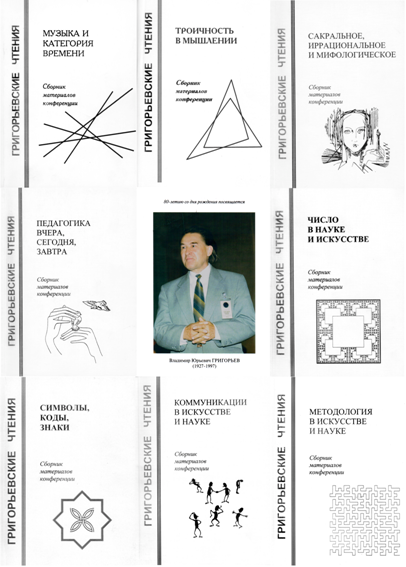 ГРИГОРЬЕВСКИЕ ЧТЕНИЯ
МУЗЫКА И
КАТЕГОРИЯ
ВРЕМЕНИ
Сборник
материалов
конференции
ГРИГОРЬЕВСКИЕ ЧТЕНИЯ
ТРОИЧНОСТЬ
В МЫШЛЕНИИ
Сборник
материалов
конференции
ГРИГОРЬЕВСКИЕ ЧТЕНИЯ
САКРАЛЬНОЕ,
ИРРАЦИОНАЛЬНОЕ
И МИФОЛОГИЧЕСКОЕ
Сборник
материалов
конференции
ГРИГОРЬЕВСКИЕ ЧТЕНИЯ
ПЕДАГОГИКА
ВЧЕРА,
СЕГОДНЯ,
ЗАВТРА
Сборник
материалов
конференции
80-летию со дня рождения посвящается
Владимир Юрьевич ГРИГОРЬЕВ
(1927-1997)
ГРИГОРЬЕВСКИЕ ЧТЕНИЯ
ЧИСЛО
В НАУКЕ
И ИСКУССТВЕ
Сборник
материалов
конференции
ГРИГОРЬЕВСКИЕ ЧТЕНИЯ
СИМВОЛЫ,
КОДЫ,
ЗНАКИ
Сборник
материалов
конференции
ГРИГОРЬЕВСКИЕ ЧТЕНИЯ
КОММУНИКАЦИИ
В ИСКУССТВЕ
И НАУКЕ
Сборник
материалов
конференции
ГРИГОРЬЕВСКИЕ ЧТЕНИЯ
МЕТОДОЛОГИЯ
В ИСКУССТВЕ
И НАУКЕ
Сборник
материалов
конференции